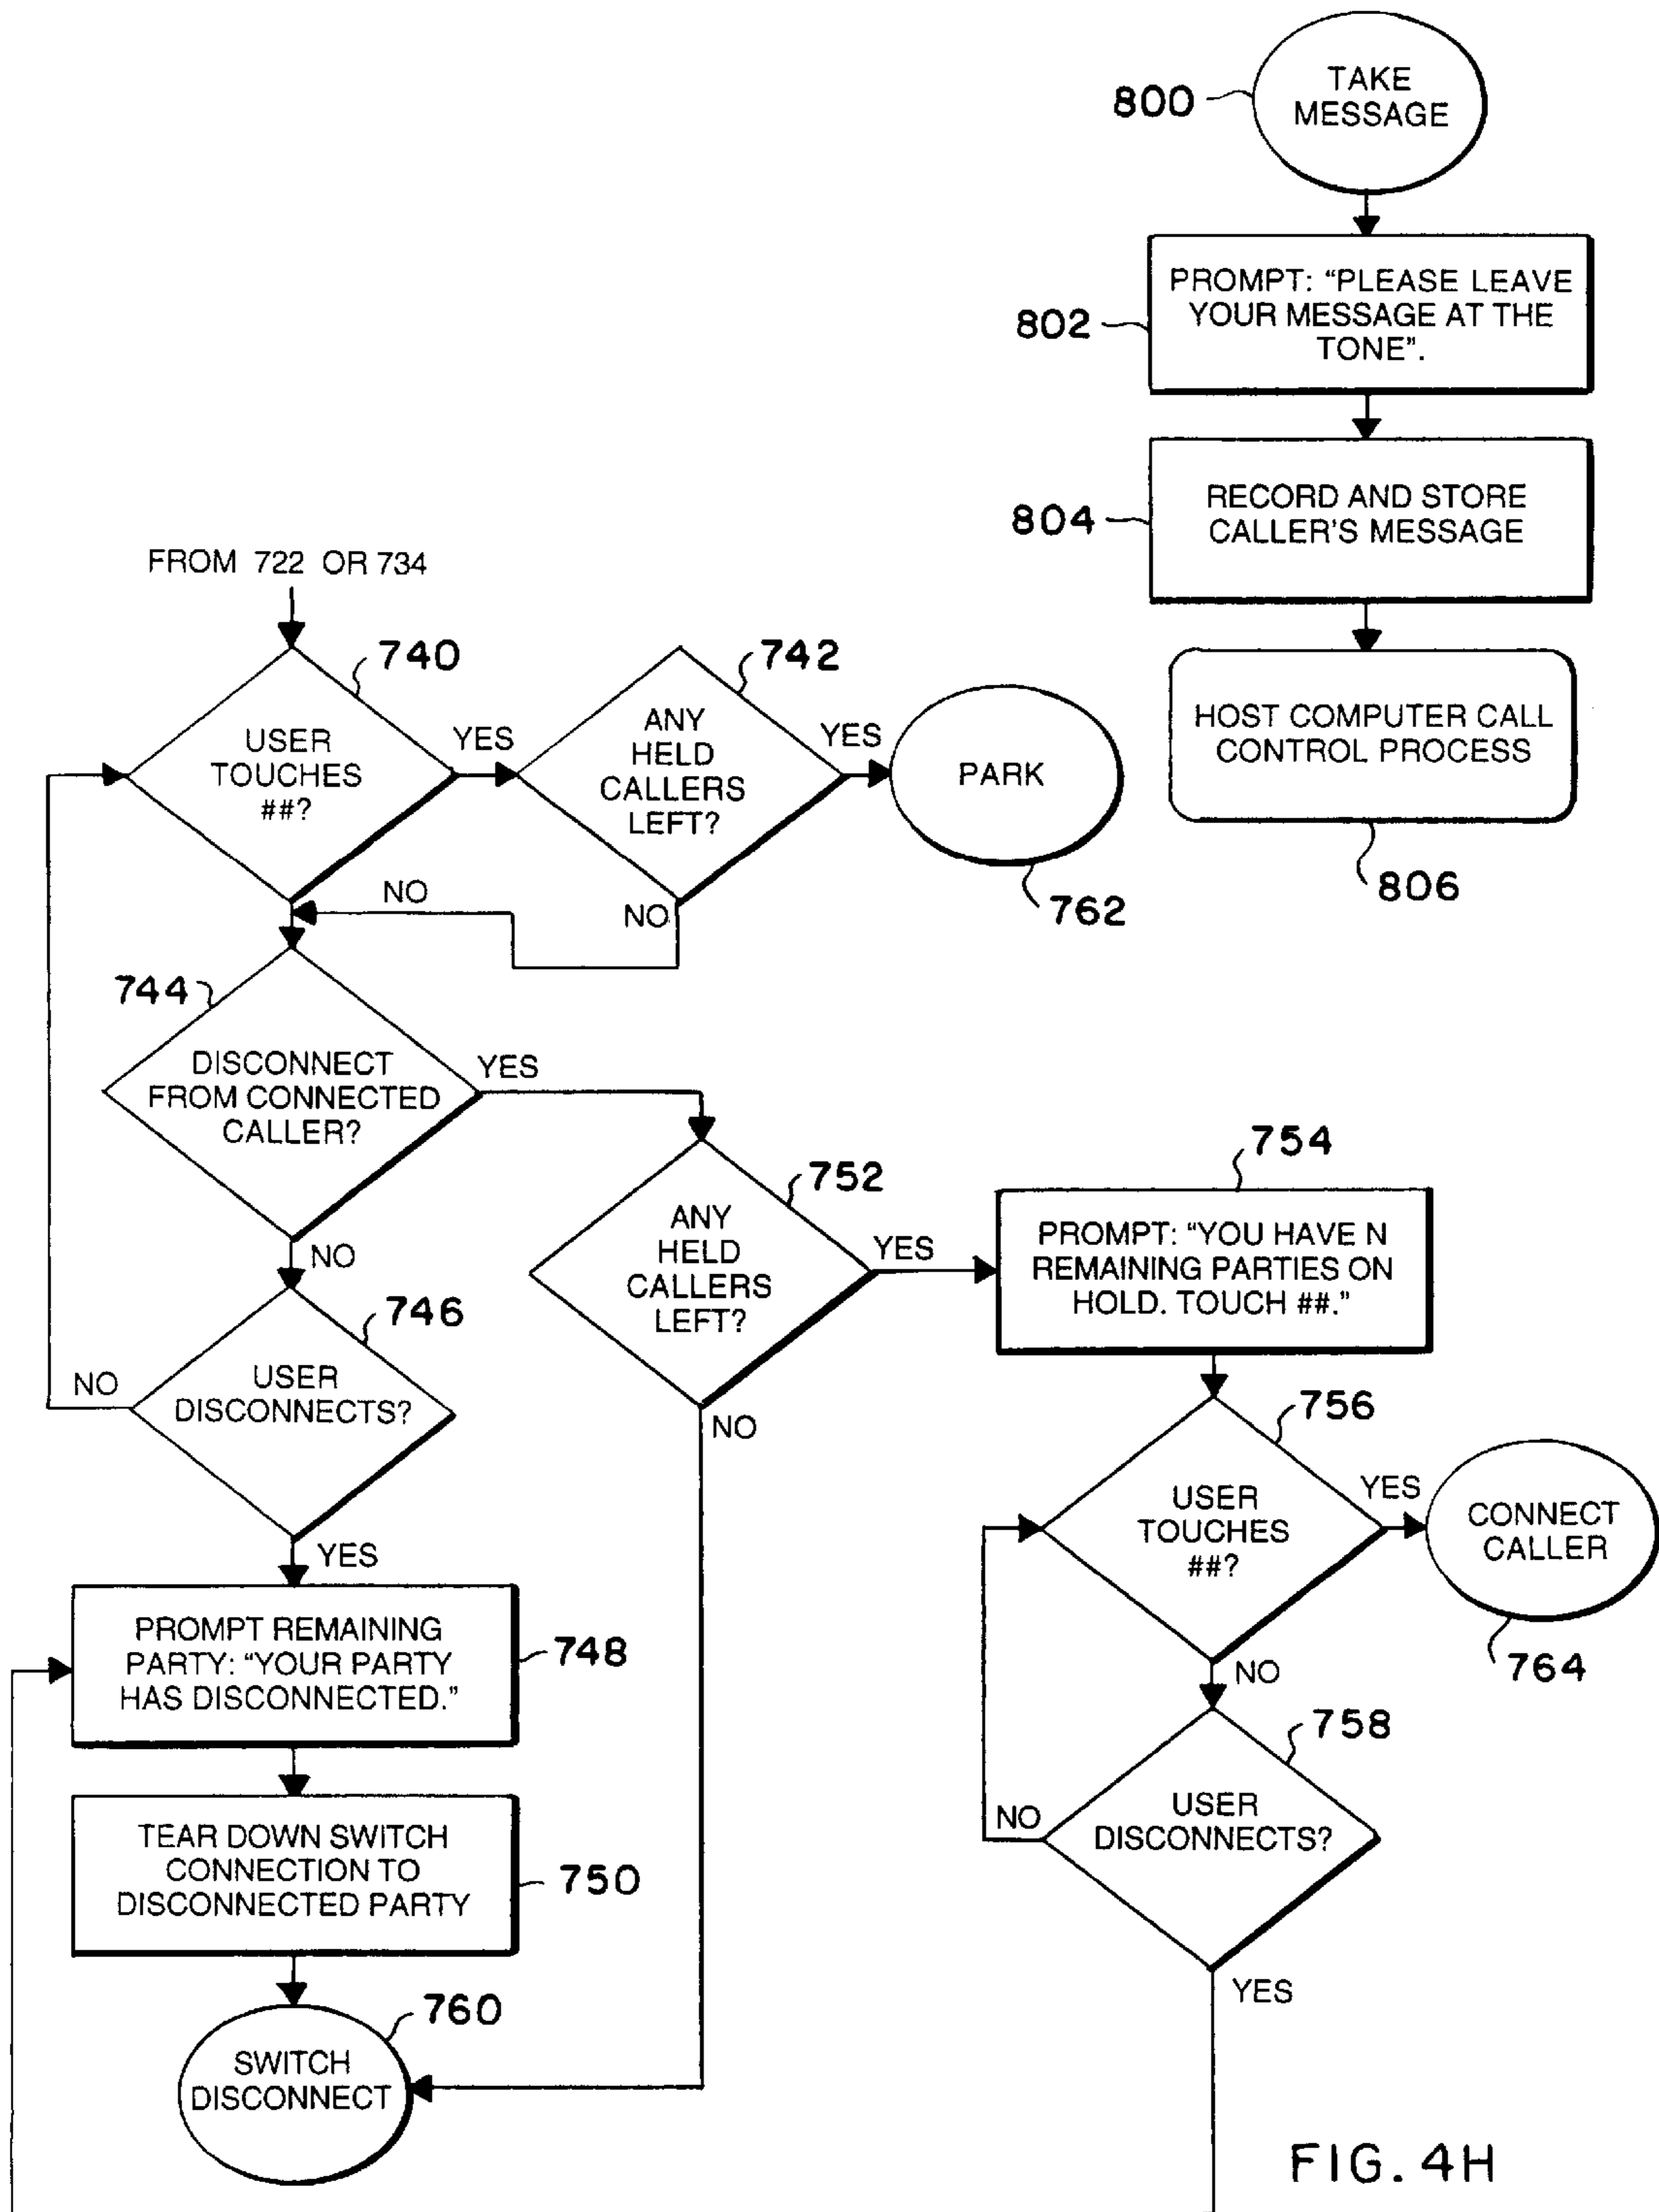 800
TAKE
MESSAGE
802
PROMPT: “PLEASE LEAVE
YOUR MESSAGE AT THE
TONE”.
804
RECORD AND STORE
CALLER'S MESSAGE
HOST COMPUTER CALL
CONTROL PROCESS
806
FROM 722 OR 734
740
USER
TOUCHES
##?
YES
742
ANY
HELD
CALLERS
LEFT?
YES
PARK
762
NO
NO
744
DISCONNECT
FROM CONNECTED
CALLER?
YES
NO
746
USER
DISCONNECTS?
NO
YES
748
PROMPT REMAINING
PARTY: “YOUR PARTY
HAS DISCONNECTED.”
TEAR DOWN SWITCH
CONNECTION TO
DISCONNECTED PARTY
750
760
SWITCH
DISCONNECT
752
ANY
HELD
CALLERS
LEFT?
YES
NO
754
PROMPT: “YOU HAVE N
REMAINING PARTIES ON
HOLD. TOUCH ##.”
756
USER
TOUCHES
##?
YES
CONNECT
CALLER
764
NO
758
USER
DISCONNECTS?
NO
YES
FIG. 4H